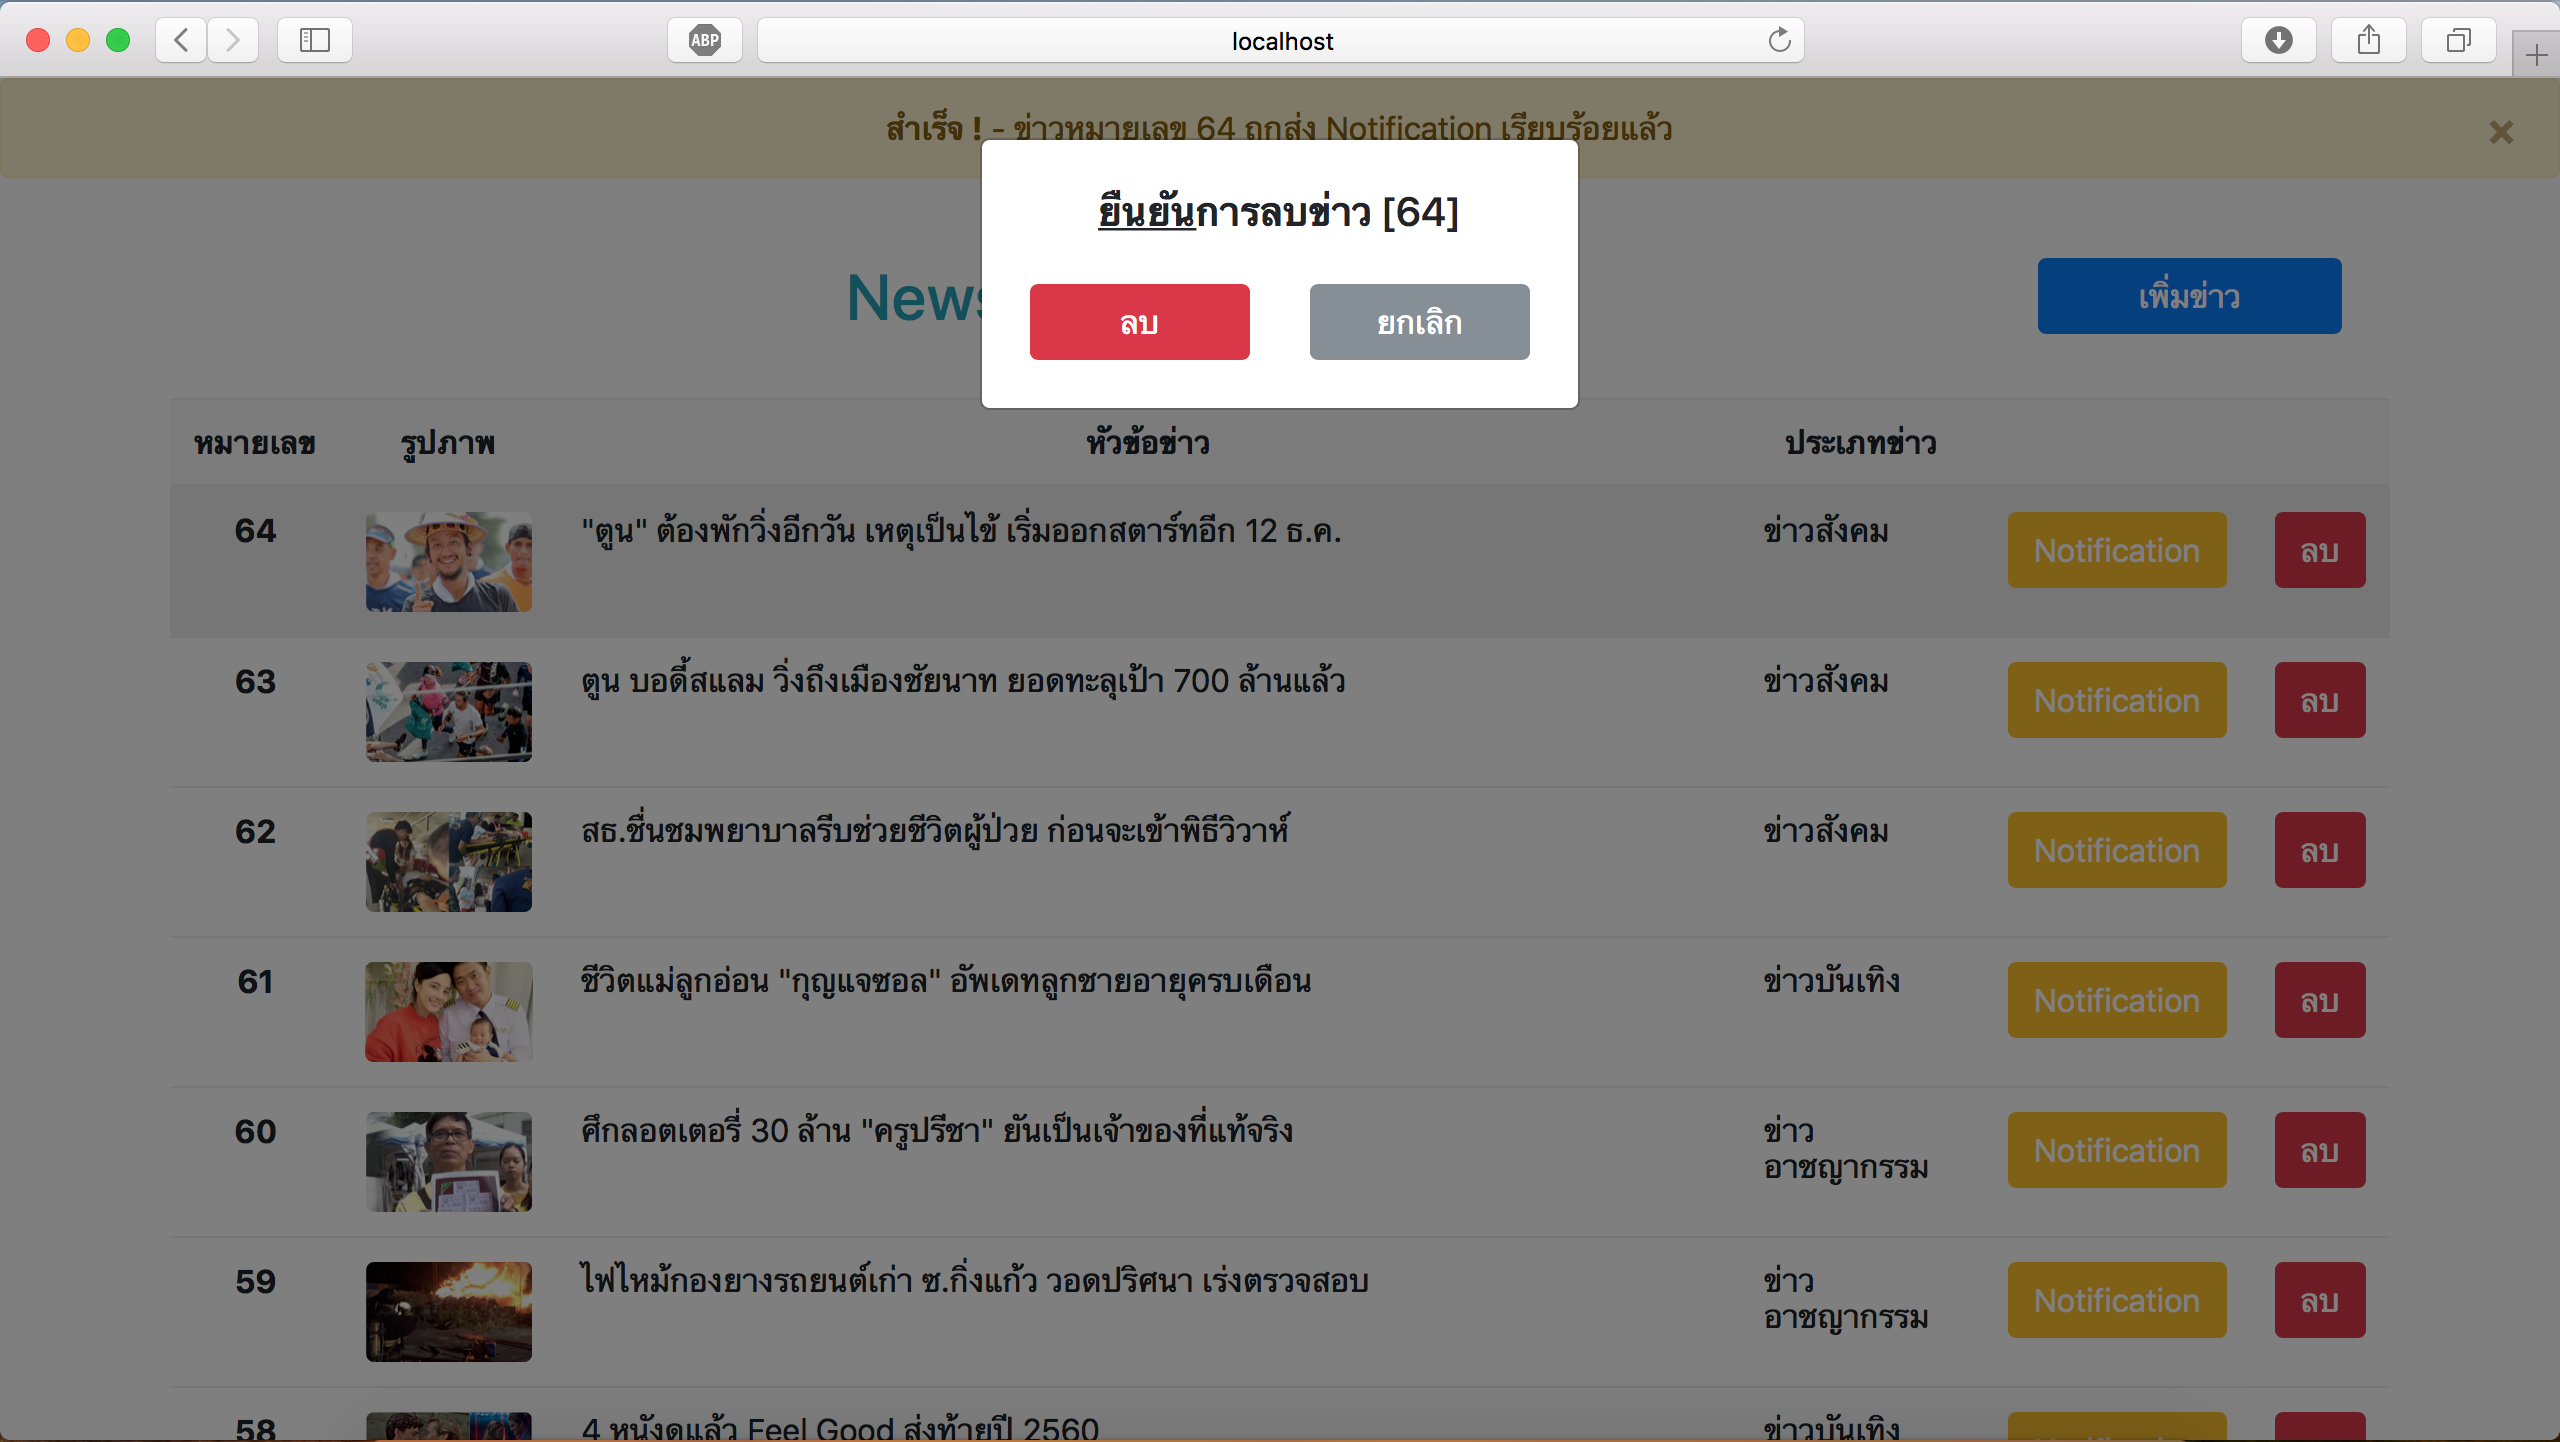 ABP
localhost
สำเร็จ ! - ข่าวหมายเลข 64 ถูกส่ง Notification เรียบร้อยแล้ว
×
ยืนยันการลบข่าว [64]
ลบ ยกเลิก
News
เพิ่มข่าว
หมายเลข รูปภาพ หัวข้อข่าว ประเภทข่าว
64 "ตูน" ต้องพักวิ่งอีกวัน เหตุเป็นไข้ เริ่มออกสตาร์ทอีก 12 ธ.ค. ข่าวสังคม Notification ลบ
63 ตูน บอดี้สแลม วิ่งถึงเมืองชัยนาท ยอดทะลุเป้า 700 ล้านแล้ว ข่าวสังคม Notification ลบ
62 สธ.ชื่นชมพยาบาลรีบช่วยชีวิตผู้ป่วย ก่อนจะเข้าพิธีวิวาห์ ข่าวสังคม Notification ลบ
61 ชีวิตแม่ลูกอ่อน "กุญแจซอล" อัพเดทลูกชายอายุครบเดือน ข่าวบันเทิง Notification ลบ
60 ศึกลอตเตอรี่ 30 ล้าน "ครูปรีชา" ยันเป็นเจ้าของที่แท้จริง ข่าว Notification ลบ
อาชญากรรม
59 ไฟไหม้กองยางรถยนต์เก่า ซ.กิ่งแก้ว วอดปริศนา เร่งตรวจสอบ ข่าว Notification ลบ
อาชญากรรม
58 4 หนังดูแล้ว Feel Good ส่งท้ายปี 2560 ข่าวบันเทิง